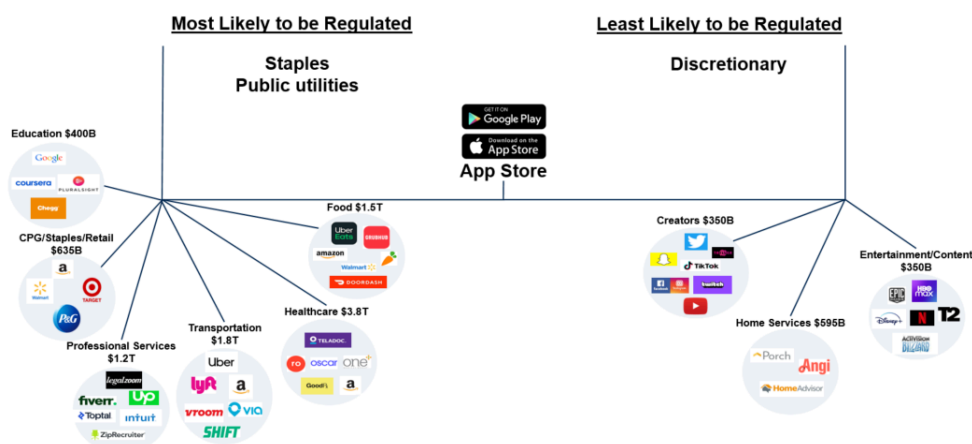 Most Likely to be Regulated
Least Likely to be Regulated
Staples
Public utilities
Discretionary
GET IT ON
Google Play
Download on the
App Store
App Store
Education $400B
Google
coursera
PLURALSIGHT
Chegg
CPG/Staples/Retail
$635B
a
Walmart
TARGET
P&G
Professional Services
$1.2T
legalzoom
fiverr.
Up
Toptal
intuit
ZipRecruiter
Transportation
$1.8T
Uber
lyft
a
vroom
VIA
SHIFT
Healthcare $3.8T
TELADOC
ro
oscar
one+
GoodRx
a
Food $1.5T
Uber
Eats
GRUBHUB
amazon
Walmart
DOORDASH
Creators $350B
TikTok
facebook
Instagram
twitch
Home Services $595B
Porch
Angi
HomeAdvisor
Entertainment/Content
$350B
EPIC
HBO
max
Disney+
N
T2
ACTIVISION
BLIZZARD